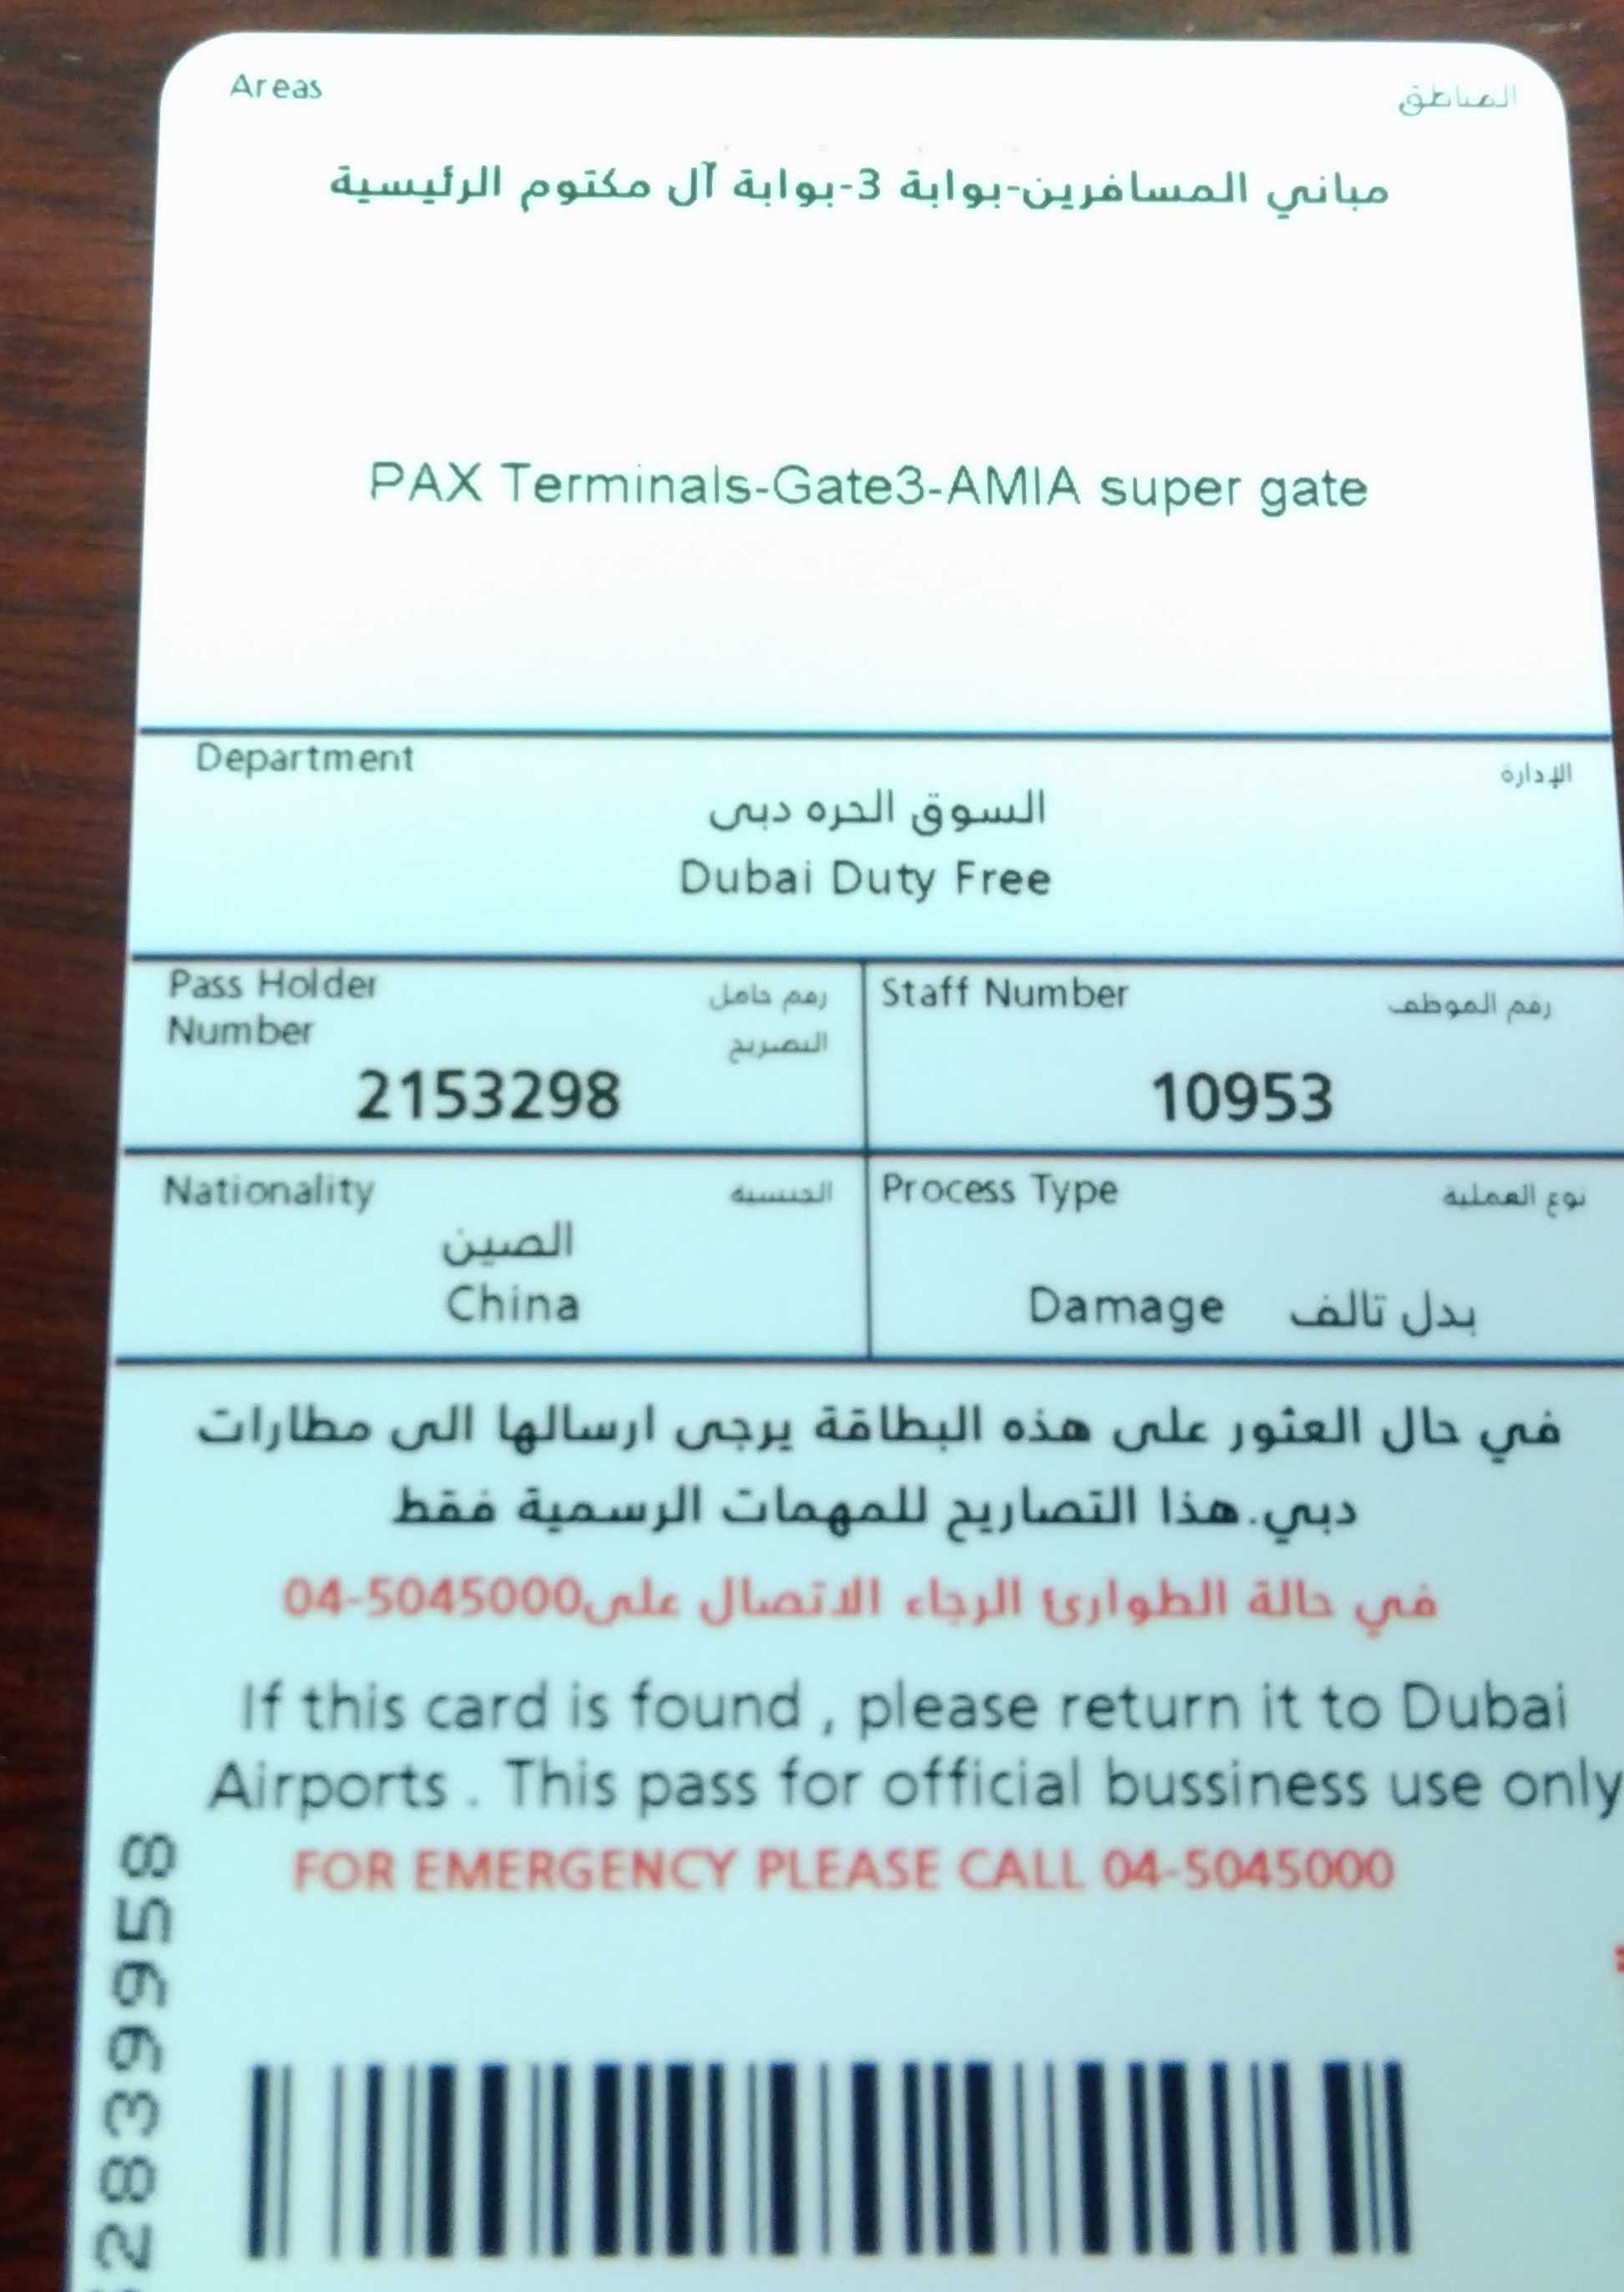 Areas المناطق
مباني المسافرين-بوابة 3-بوابة آل مكتوم الرئيسية
PAX Terminals-Gate3-AMIA super gate
Department الإدارة
السوق الحره دبى
Dubai Duty Free
Pass Holder رقم حامل
Number التصريح
2153298
Staff Number رقم الموظف
10953
Nationality الجنسية
الصين
China
Process Type نوع العملية
Damage بدل تالف
في حال العثور على هذه البطاقة يرجى ارسالها الى مطارات
دبي.هذا التصاريح للمهمات الرسمية فقط
في حالة الطوارئ الرجاء الاتصال على04-5045000
If this card is found , please return it to Dubai
Airports . This pass for official bussiness use only
FOR EMERGENCY PLEASE CALL 04-5045000
2839958